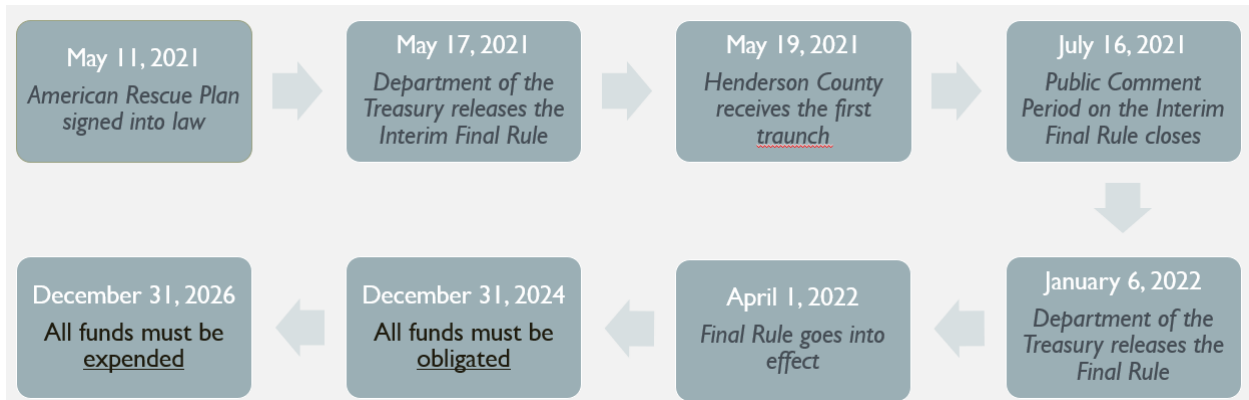 May 11, 2021
American Rescue Plan
signed into law
May 17, 2021
Department of the
Treasury releases the
Interim Final Rule
May 19, 2021
Henderson County
receives the first
traunch
July 16, 2021
Public Comment
Period on the Interim
Final Rule closes
January 6, 2022
Department of the
Treasury releases the
Final Rule
April 1, 2022
Final Rule goes into
effect
December 31, 2024
All funds must be
obligated
December 31, 2026
All funds must be
expended